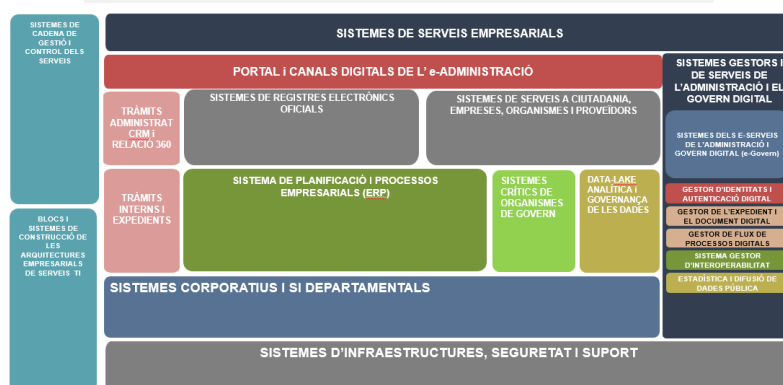 SISTEMES DE
CADENA DE
GESTIÓ I
CONTROL DELS
SERVEIS
BLOCS I
SISTEMES DE
CONSTRUCCIÓ DE
LES
ARQUITECTURES
EMPRESARIALS
DE SERVEIS TI
SISTEMES DE SERVEIS EMPRESARIALS
PORTAL i CANALS DIGITALS DE L' e-ADMINISTRACIÓ
TRÀMITS
ADMINISTRAT
CRM i
RELACIÓ 360
SISTEMES DE REGISTRES ELECTRÒNICS
OFICIALS
SISTEMES DE SERVEIS A CIUTADANIA,
EMPRESES, ORGANISMES I PROVEÏDORS
TRÀMITS
INTERNS I
EXPEDIENTS
SISTEMA DE PLANIFICACIÓ I PROCESSOS
EMPRESARIALS (ERP)
SISTEMES
CRÍTICS DE
ORGANISMES
DE GOVERN
DATA-LAKE
ANALÍTICA I
GOVERNANÇA
DE LES DADES
SISTEMES CORPORATIUS I SI DEPARTAMENTALS
SISTEMES D'INFRAESTRUCTURES, SEGURETAT I SUPORT
SISTEMES GESTORS I
DE SERVEIS DE
L'ADMINISTRACIÓ I EL
GOVERN DIGITAL
SISTEMES DELS E-SERVEIS
DE L'ADMINISTRACIÓ I
GOVERN DIGITAL (e-Govern)
GESTOR D'IDENTITATS I
AUTENTICACIÓ DIGITAL
GESTOR DE L'EXPEDIENT I
EL DOCUMENT DIGITAL
GESTOR DE FLUX DE
PROCESSOS DIGITALS
SISTEMA GESTOR
D'INTEROPERABILITAT
ESTADÍSTICA I DIFUSIÓ DE
DADES PÚBLICA